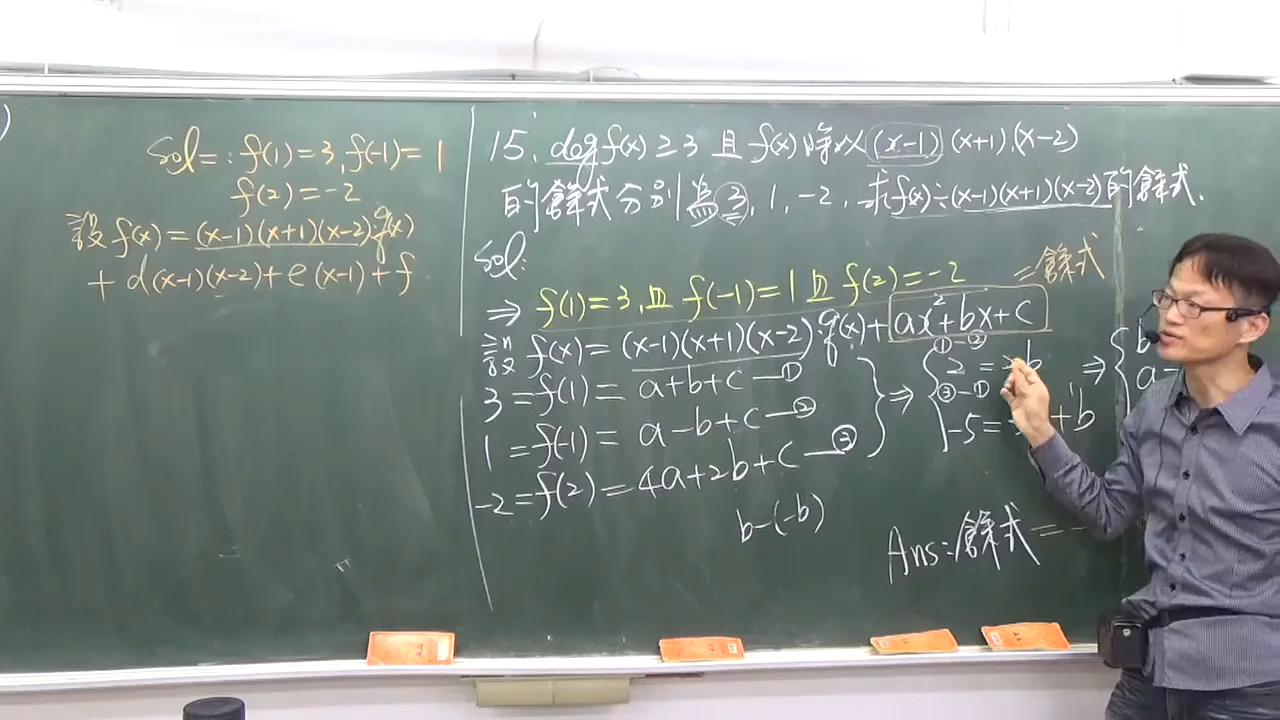 Sol=: f(1)=3, f(-1)=1
f(2)=-2
設 f(x)=(x-1)(x+1)(x-2)·q(x)
+ d(x-1)(x-2)+e(x-1)+f
15. deg f(x)≥3 且 f(x)除以(x-1)(x+1),(x-2)
的餘式分別為3, 1, -2, 求f(x)÷(x-1)(x+1)(x-2)的餘式.
Sol:
=餘式
⇒ f(1)=3, 且 f(-1)=1 且 f(2)=-2
設 f(x)=(x-1)(x+1)(x-2)·q(x)+ax²+bx+c
3=f(1)=a+b+c—①
1=f(-1)=a-b+c—②
-2=f(2)=4a+2b+c—③
⇒
①-②
2=2b
③-①
-5= +b
⇒
b
a-
b-(-b)
Ans:餘式=-